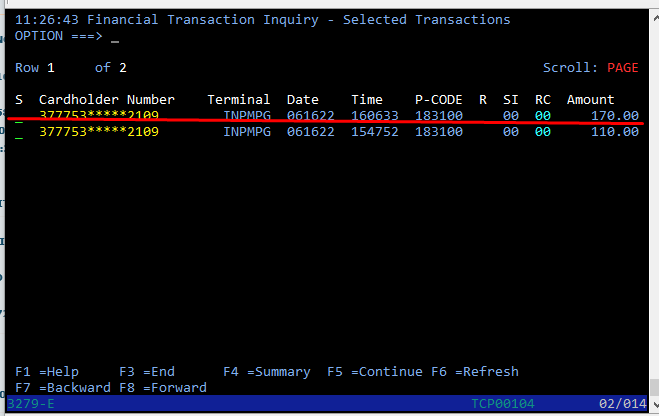 11:26:43 Financial Transaction Inquiry - Selected Transactions
OPTION ===> _
Row 1 of 2 Scroll: PAGE
S Cardholder Number Terminal Date Time P-CODE R SI RC Amount
_ 377753*****2109 INPMPG 061622 160633 183100 00 00 170.00
_ 377753*****2109 INPMPG 061622 154752 183100 00 00 110.00
F1 =Help F3 =End F4 =Summary F5 =Continue F6 =Refresh
F7 =Backward F8 =Forward
3279-E TCP00104 02/014